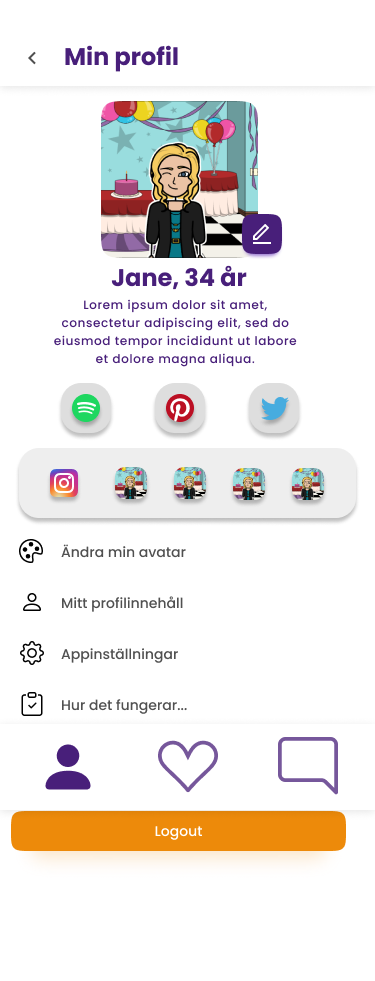 Min profil
Jane, 34 år
Lorem ipsum dolor sit amet,
consectetur adipiscing elit, sed do
eiusmod tempor incididunt ut labore
et dolore magna aliqua.
Ändra min avatar
Mitt profilinnehåll
Appinställningar
Hur det fungerar...
Logout